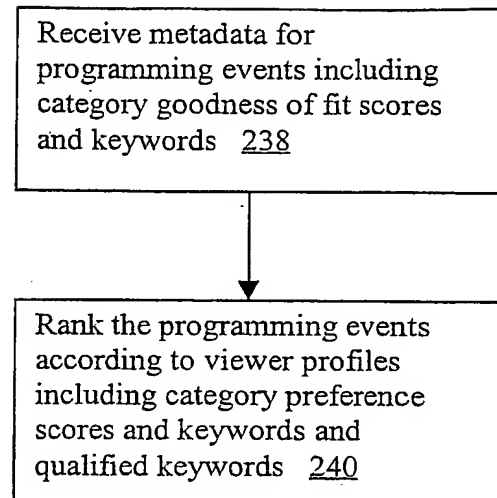 Receive metadata for
programming events including
category goodness of fit scores
and keywords 238
Rank the programming events
according to viewer profiles
including category preference
scores and keywords and
qualified keywords 240